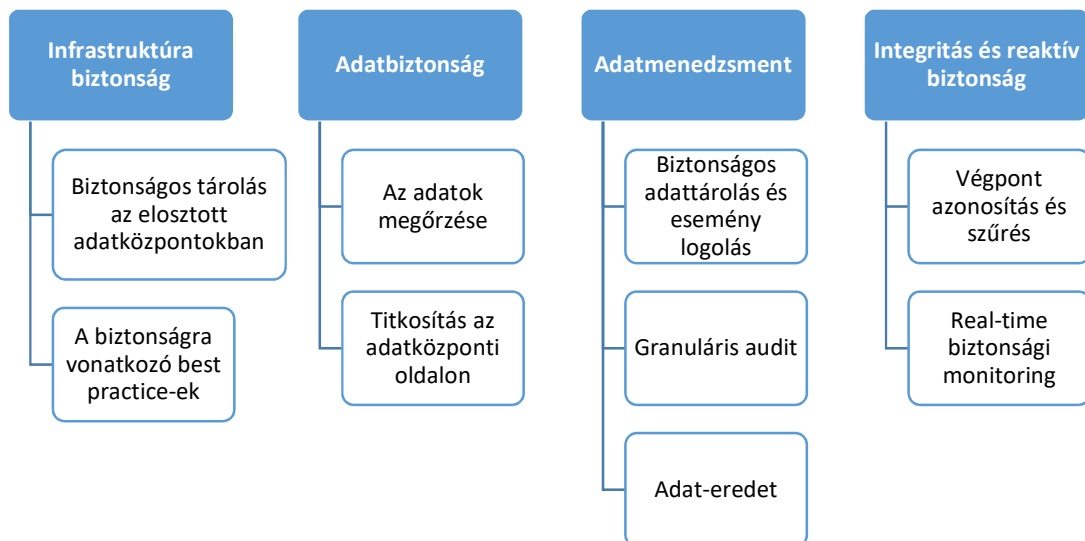 Infrastruktúra
biztonság
Biztonságos tárolás
az elosztott
adatközpontokban
A biztonságra
vonatkozó best
practice-ek
Adatbiztonság
Az adatok
megőrzése
Titkosítás az
adatközponti
oldalon
Adatmenedzsment
Biztonságos
adattárolás és
esemény
logolás
Granuláris audit
Adat-eredet
Integritás és reaktív
biztonság
Végpont
azonosítás és
szűrés
Real-time
biztonsági
monitoring